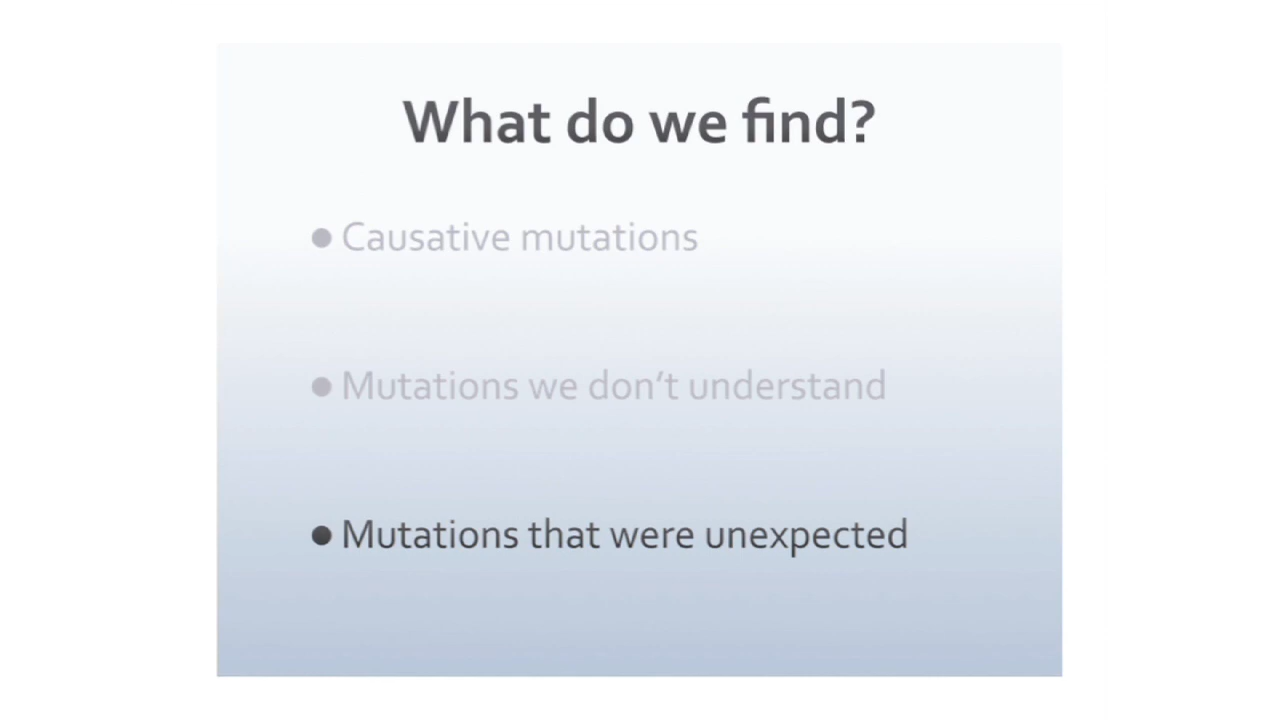 What do we find?
● Causative mutations
● Mutations we don’t understand
● Mutations that were unexpected